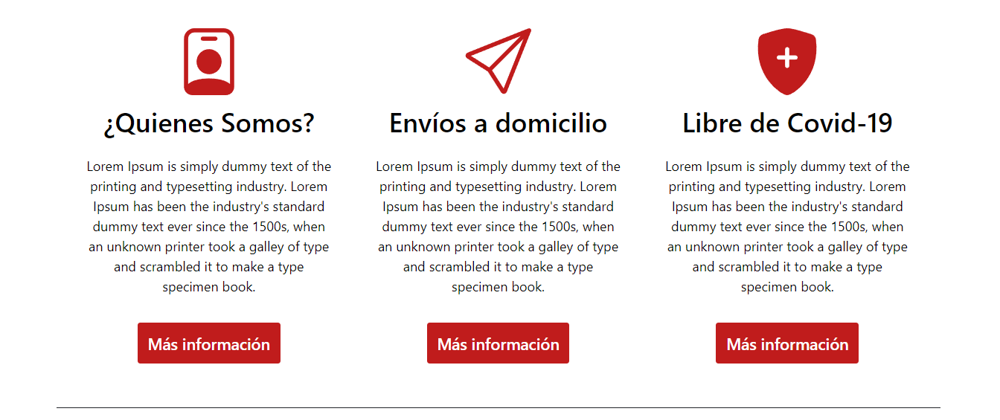 ¿Quienes Somos?
Lorem Ipsum is simply dummy text of the
printing and typesetting industry. Lorem
Ipsum has been the industry's standard
dummy text ever since the 1500s, when
an unknown printer took a galley of type
and scrambled it to make a type
specimen book.
Más información
Envíos a domicilio
Lorem Ipsum is simply dummy text of the
printing and typesetting industry. Lorem
Ipsum has been the industry's standard
dummy text ever since the 1500s, when
an unknown printer took a galley of type
and scrambled it to make a type
specimen book.
Más información
Libre de Covid-19
Lorem Ipsum is simply dummy text of the
printing and typesetting industry. Lorem
Ipsum has been the industry's standard
dummy text ever since the 1500s, when
an unknown printer took a galley of type
and scrambled it to make a type
specimen book.
Más información